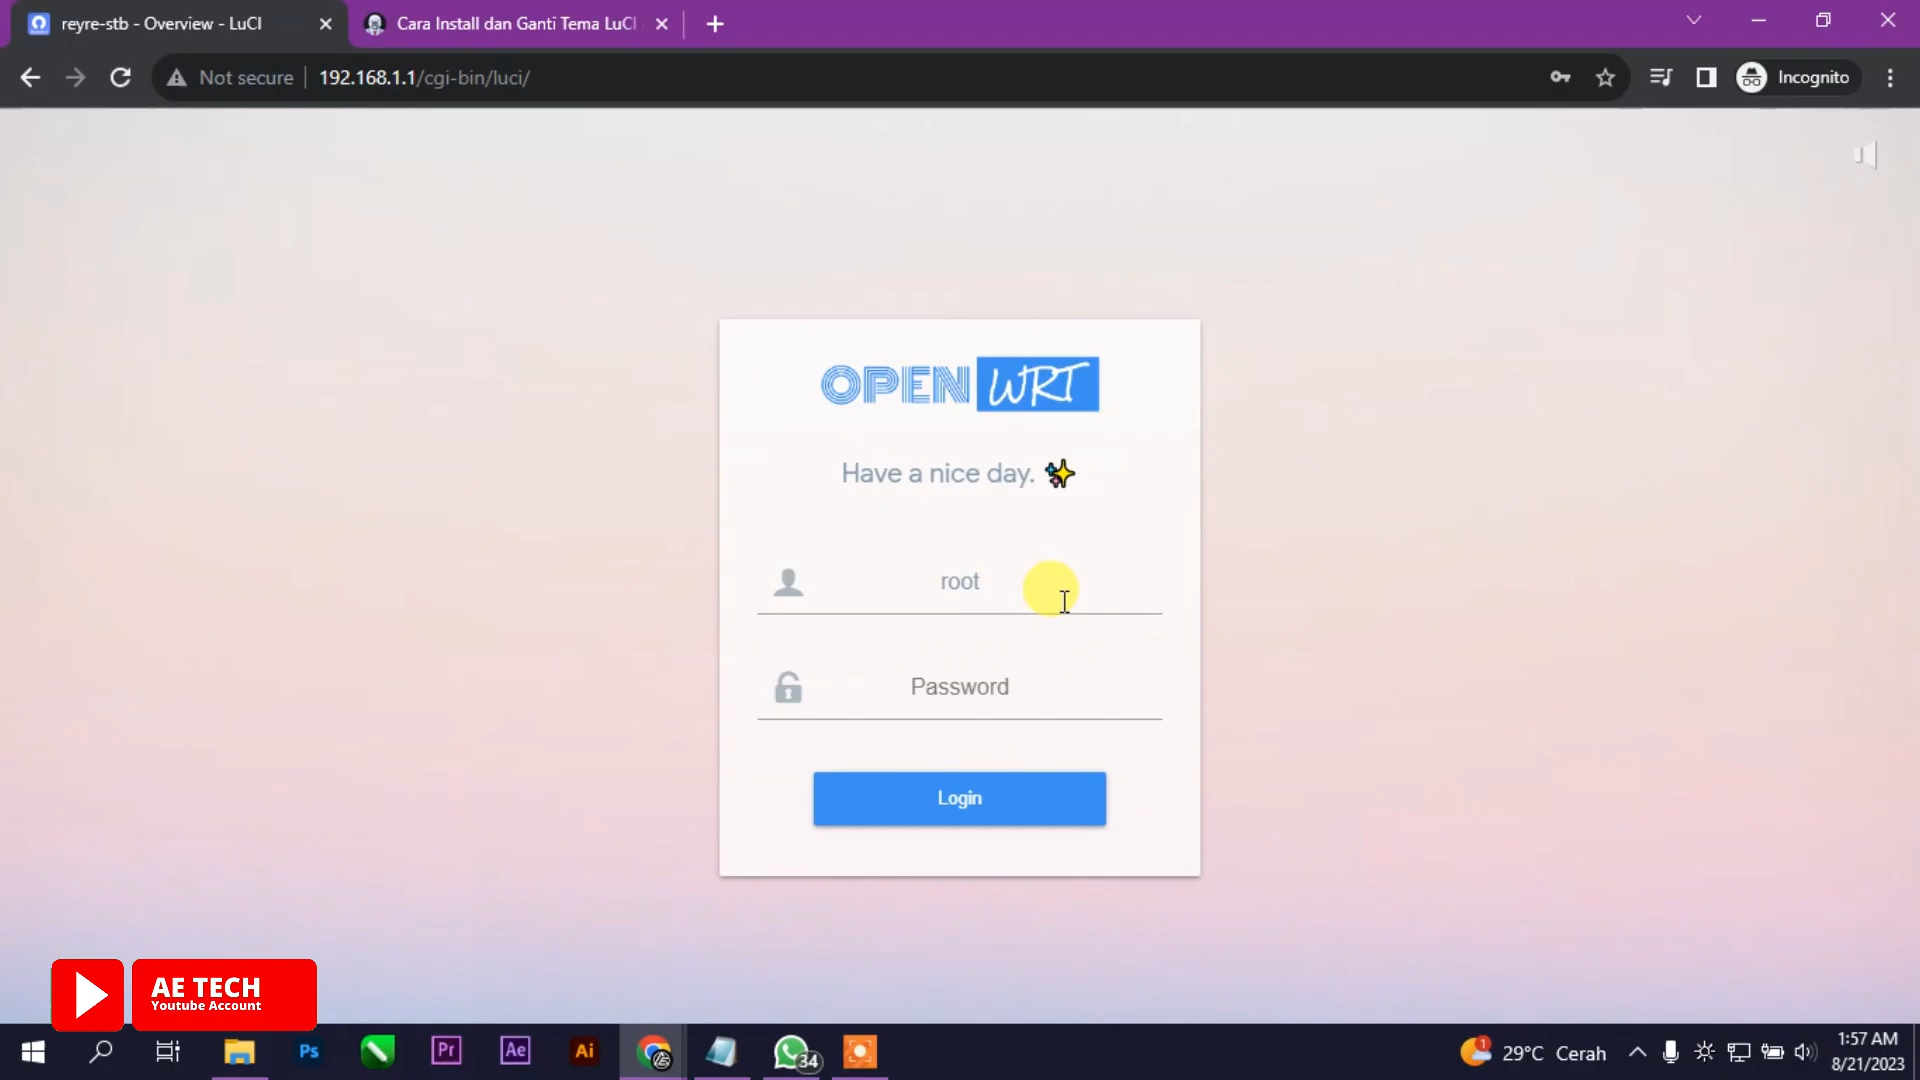 reyre-stb - Overview - LuCI
Cara Install dan Ganti Tema LuCI
Not secure
192.168.1.1/cgi-bin/luci/
Incognito
OPEN WRT
Have a nice day. ✨
root
Password
Login
AE TECH
Youtube Account
Ps
Pr
Ae
Ai
34
1
29°C Cerah
1:57 AM
8/21/2023